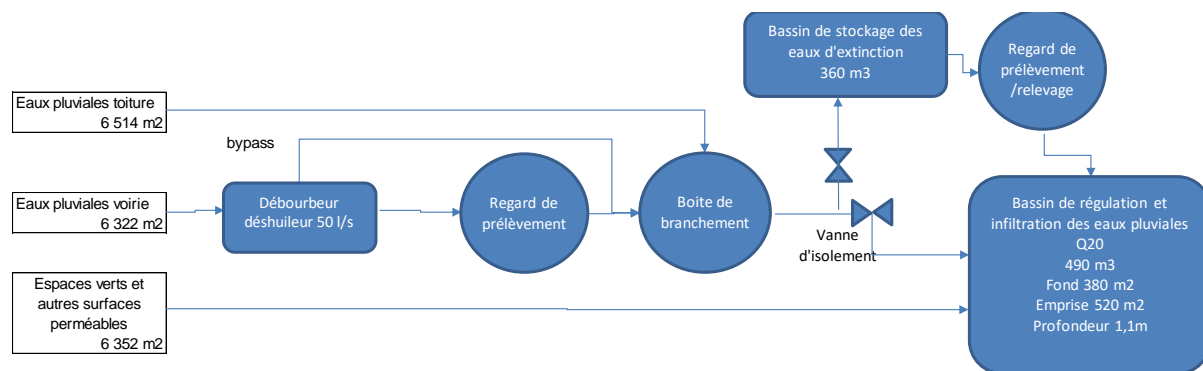 Bassin de stockage des
eaux d'extinction
360 m3
Regard de
prélèvement
/relevage
Eaux pluviales toiture
6 514 m2
bypass
Eaux pluviales voirie
6 322 m2
Débourbeur
déshuileur 50 l/s
Regard de
prélèvement
Boite de
branchement
Vanne
d'isolement
Bassin de régulation et
infiltration des eaux pluviales
Q20
490 m3
Fond 380 m2
Emprise 520 m2
Profondeur 1,1m
Espaces verts et
autres surfaces
perméables
6 352 m2